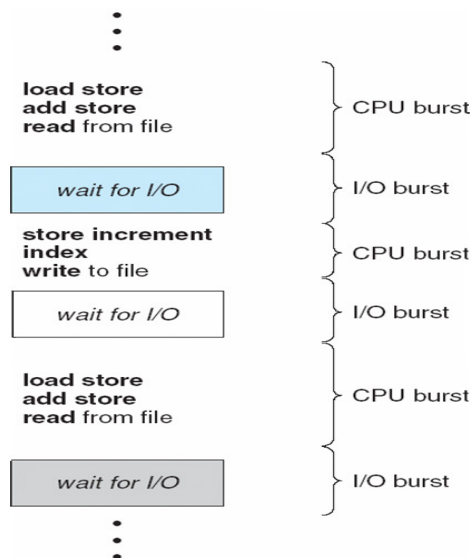 load store
add store
read from file
CPU burst
wait for I/O
I/O burst
store increment
index
write to file
CPU burst
wait for I/O
I/O burst
load store
add store
read from file
CPU burst
wait for I/O
I/O burst